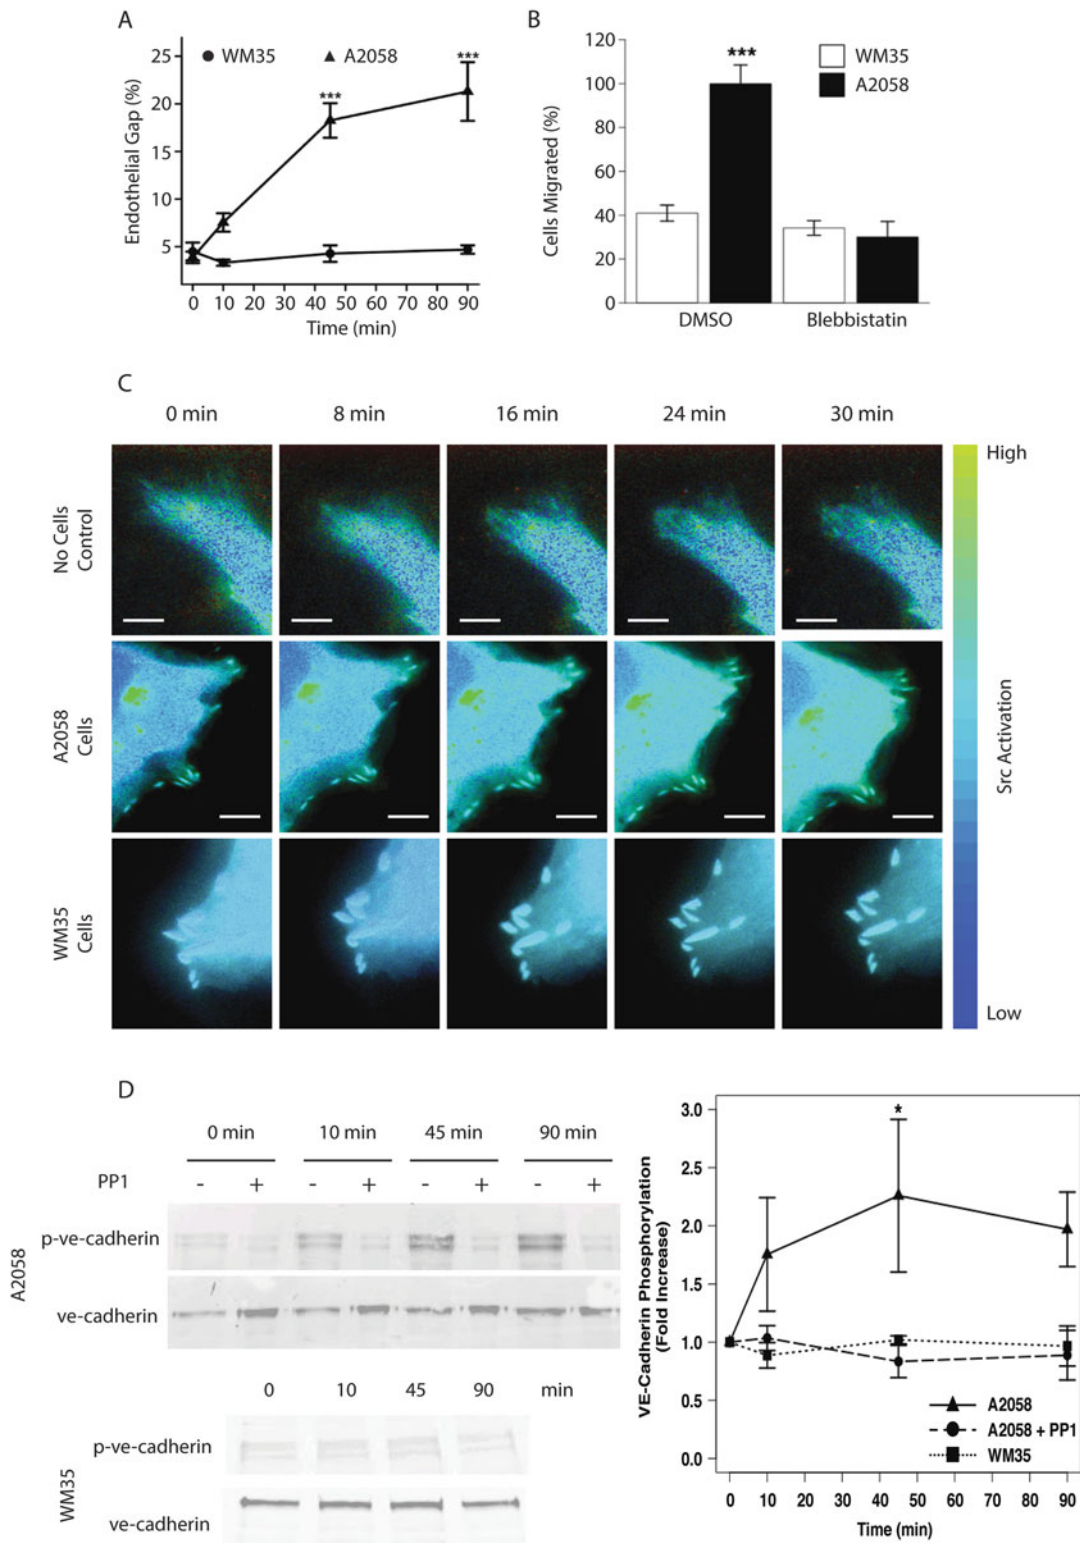 A
WM35 A2058
Endothelial Gap (%)
25
20
15
10
5
*** ***
0 10 20 30 40 50 60 70 80 90
Time (min)
B
120
100
80
60
40
20
0
Cells Migrated (%)
***
WM35
A2058
DMSO Blebbistatin
C
0 min 8 min 16 min 24 min 30 min
No Cells
Control
A2058
Cells
WM35
Cells
High
Src Activation
Low
D
0 min 10 min 45 min 90 min
PP1 - + - + - + - +
A2058
p-ve-cadherin
ve-cadherin
0 10 45 90 min
WM35
p-ve-cadherin
ve-cadherin
VE-Cadherin Phosphorylation
(Fold Increase)
3.0
2.5
2.0
1.5
1.0
0.5
0.0
*
A2058
A2058 + PP1
WM35
0 10 20 30 40 50 60 70 80 90
Time (min)